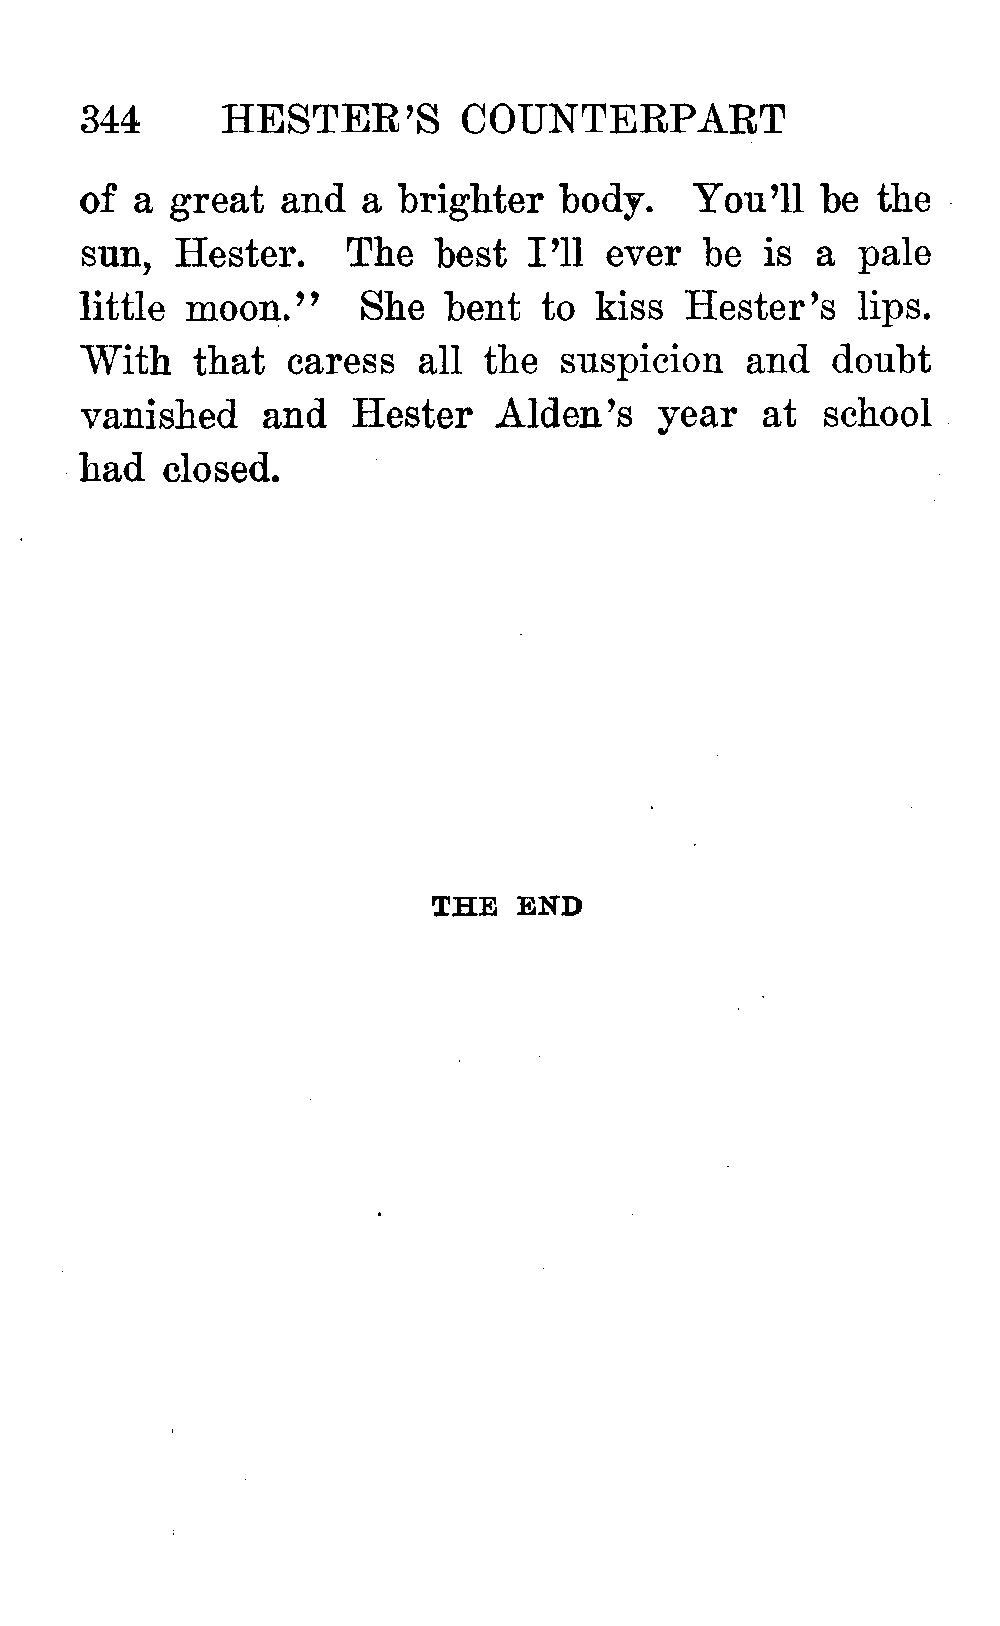 344 HESTER'S COUNTERPART
of a great and a brighter body. You'll be the
sun, Hester. The best I'll ever be is a pale
little moon." She bent to kiss Hester's lips.
With that caress all the suspicion and doubt
vanished and Hester Alden's year at school
had closed.
THE END